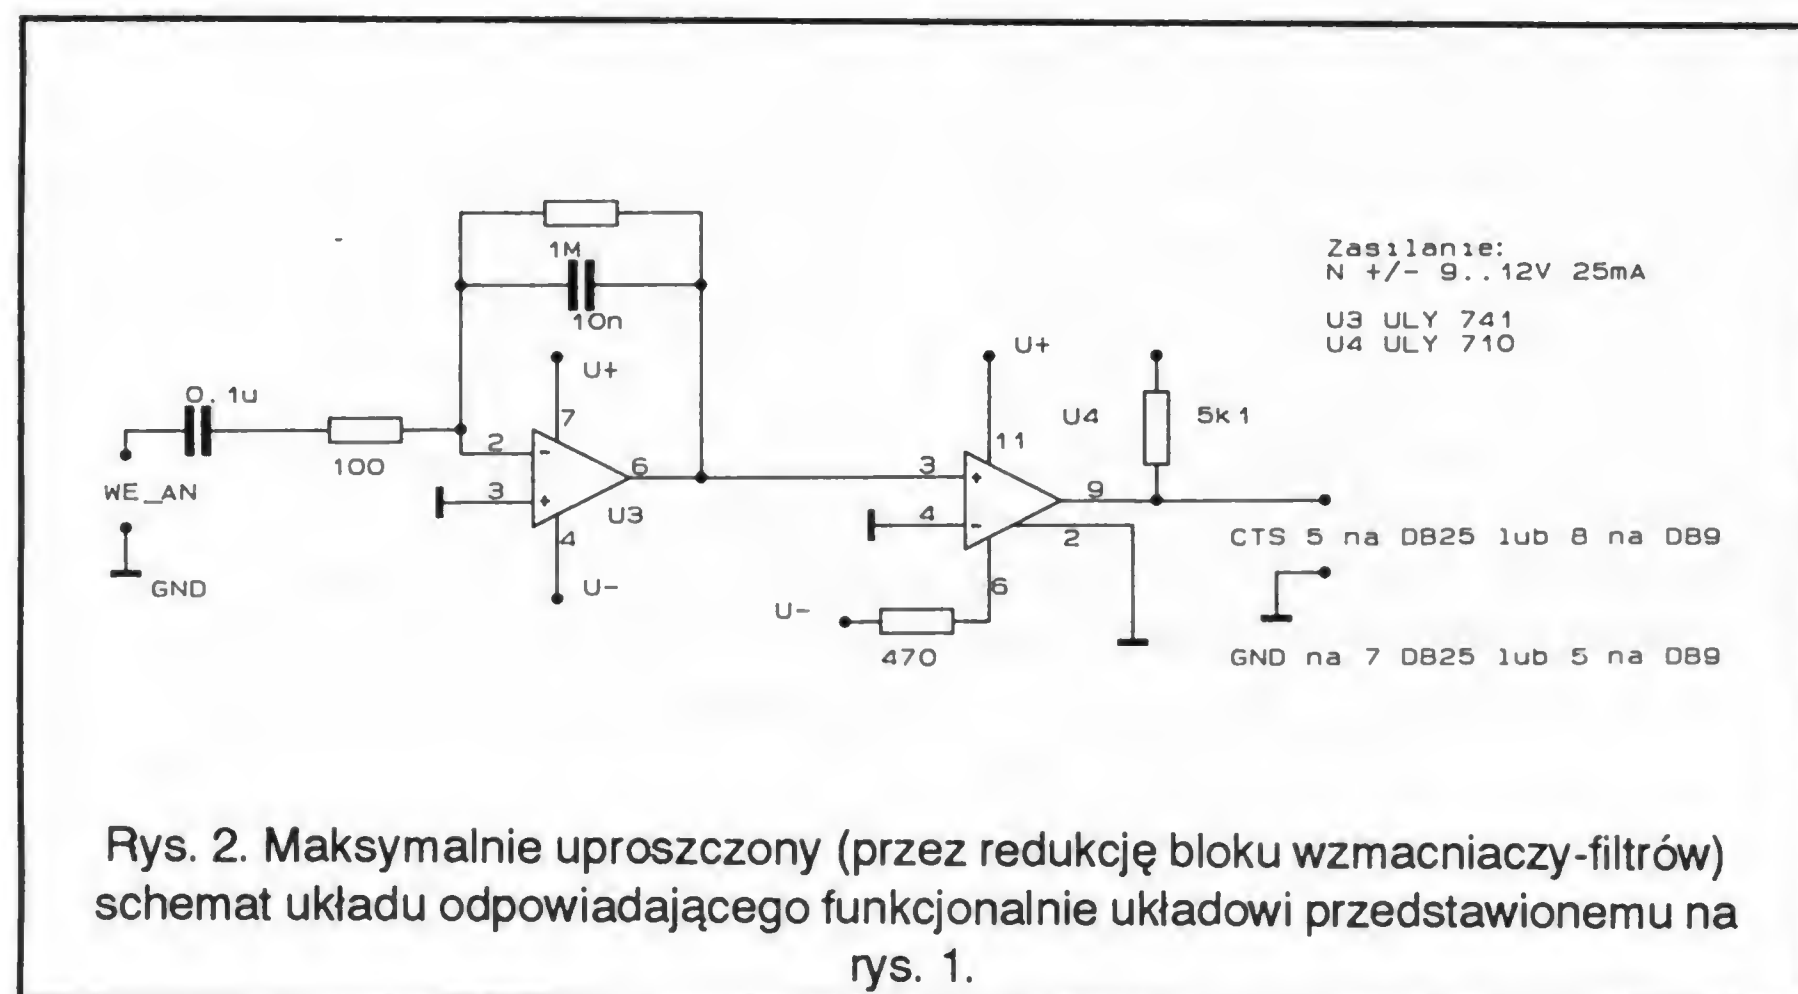 1M
10n
Zasilanie:
N +/- 9..12V 25mA
U3 ULY 741
U4 ULY 710
U+
U+
0.1u
7
U4
5k1
11
100
2
-
6
3
+
9
WE_AN
3
+
U3
4
-
2
CTS 5 na DB25 lub 8 na DB9
4
6
GND
U-
U-
470
GND na 7 DB25 lub 5 na DB9
Rys. 2. Maksymalnie uproszczony (przez redukcję bloku wzmacniaczy-filtrów)
schemat układu odpowiadającego funkcjonalnie układowi przedstawionemu na
rys. 1.